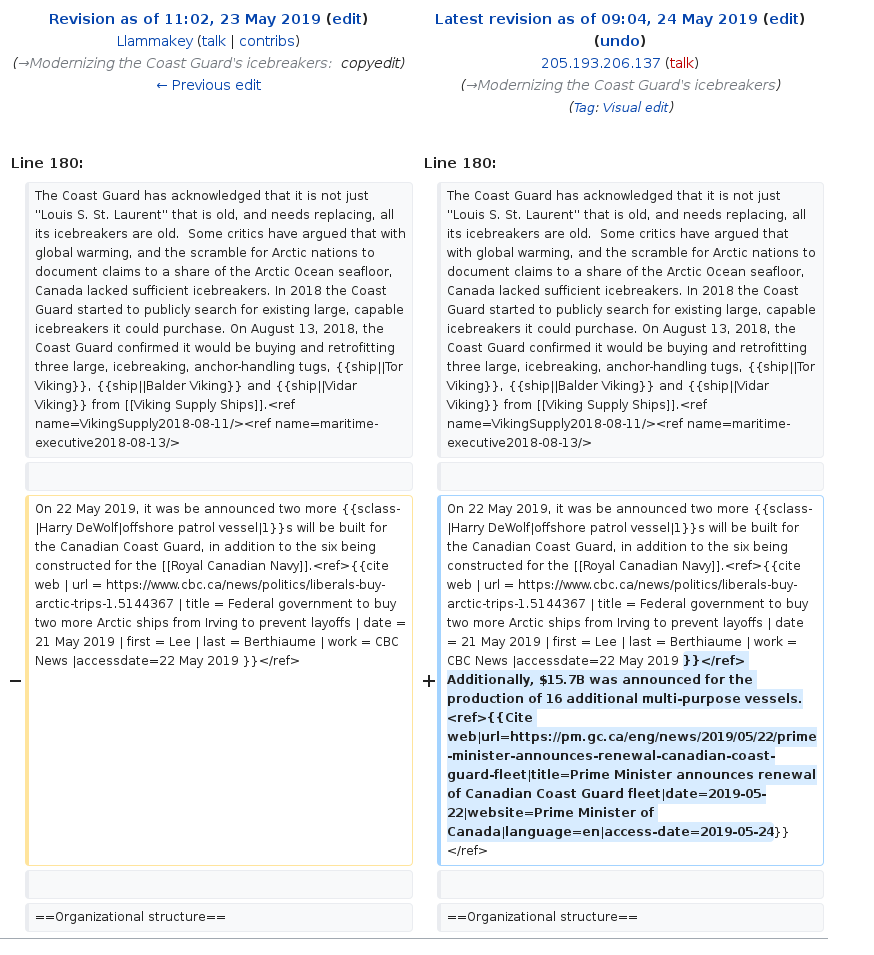 Revision as of 11:02, 23 May 2019 (edit)
Llammakey (talk | contribs)
(→Modernizing the Coast Guard's icebreakers: copyedit)
← Previous edit
Latest revision as of 09:04, 24 May 2019 (edit)
(undo)
205.193.206.137 (talk)
(→Modernizing the Coast Guard's icebreakers)
(Tag: Visual edit)
Line 180:
The Coast Guard has acknowledged that it is not just
"Louis S. St. Laurent" that is old, and needs replacing, all
its icebreakers are old.  Some critics have argued that with
global warming, and the scramble for Arctic nations to
document claims to a share of the Arctic Ocean seafloor,
Canada lacked sufficient icebreakers. In 2018 the Coast
Guard started to publicly search for existing large, capable
icebreakers it could purchase. On August 13, 2018, the
Coast Guard confirmed it would be buying and retrofitting
three large, icebreaking, anchor-handling tugs, {{ship||Tor
Viking}}, {{ship||Balder Viking}} and {{ship||Vidar
Viking}} from [[Viking Supply Ships]].<ref
name=VikingSupply2018-08-11/><ref name=maritime-
executive2018-08-13/>
Line 180:
The Coast Guard has acknowledged that it is not just
"Louis S. St. Laurent" that is old, and needs replacing, all
its icebreakers are old.  Some critics have argued that
with global warming, and the scramble for Arctic nations to
document claims to a share of the Arctic Ocean seafloor,
Canada lacked sufficient icebreakers. In 2018 the Coast
Guard started to publicly search for existing large, capable
icebreakers it could purchase. On August 13, 2018, the
Coast Guard confirmed it would be buying and retrofitting
three large, icebreaking, anchor-handling tugs, {{ship||Tor
Viking}}, {{ship||Balder Viking}} and {{ship||Vidar
Viking}} from [[Viking Supply Ships]].<ref
name=VikingSupply2018-08-11/><ref name=maritime-
executive2018-08-13/>
−
On 22 May 2019, it was be announced two more {{sclass-
|Harry DeWolf|offshore patrol vessel|1}}s will be built for
the Canadian Coast Guard, in addition to the six being
constructed for the [[Royal Canadian Navy]].<ref>{{cite
web | url = https://www.cbc.ca/news/politics/liberals-buy-
arctic-trips-1.5144367 | title = Federal government to buy
two more Arctic ships from Irving to prevent layoffs | date =
21 May 2019 | first = Lee | last = Berthiaume | work = CBC
News |accessdate=22 May 2019 }}</ref>
+
On 22 May 2019, it was be announced two more {{sclass-
|Harry DeWolf|offshore patrol vessel|1}}s will be built for
the Canadian Coast Guard, in addition to the six being
constructed for the [[Royal Canadian Navy]].<ref>{{cite
web | url = https://www.cbc.ca/news/politics/liberals-buy-
arctic-trips-1.5144367 | title = Federal government to buy
two more Arctic ships from Irving to prevent layoffs | date
= 21 May 2019 | first = Lee | last = Berthiaume | work =
CBC News |accessdate=22 May 2019 }}</ref>
Additionally, $15.7B was announced for the
production of 16 additional multi-purpose vessels.
<ref>{{Cite
web|url=https://pm.gc.ca/eng/news/2019/05/22/prime
-minister-announces-renewal-canadian-coast-
guard-fleet|title=Prime Minister announces renewal
of Canadian Coast Guard fleet|date=2019-05-
22|website=Prime Minister of
Canada|language=en|access-date=2019-05-24}}
</ref>
==Organizational structure==
==Organizational structure==